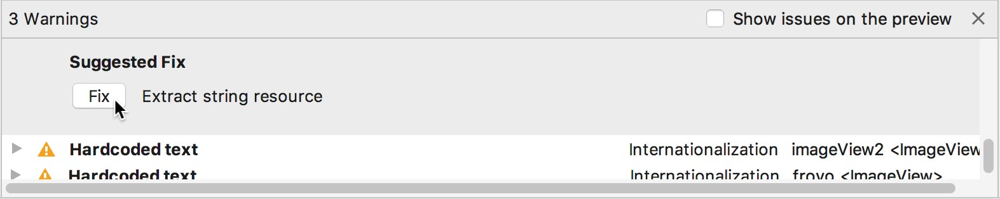 3 Warnings Show issues on the preview
Suggested Fix
Fix Extract string resource
Hardcoded text Internationalization imageView2 <ImageView
Hardcoded text Internationalization froyo <ImageView>